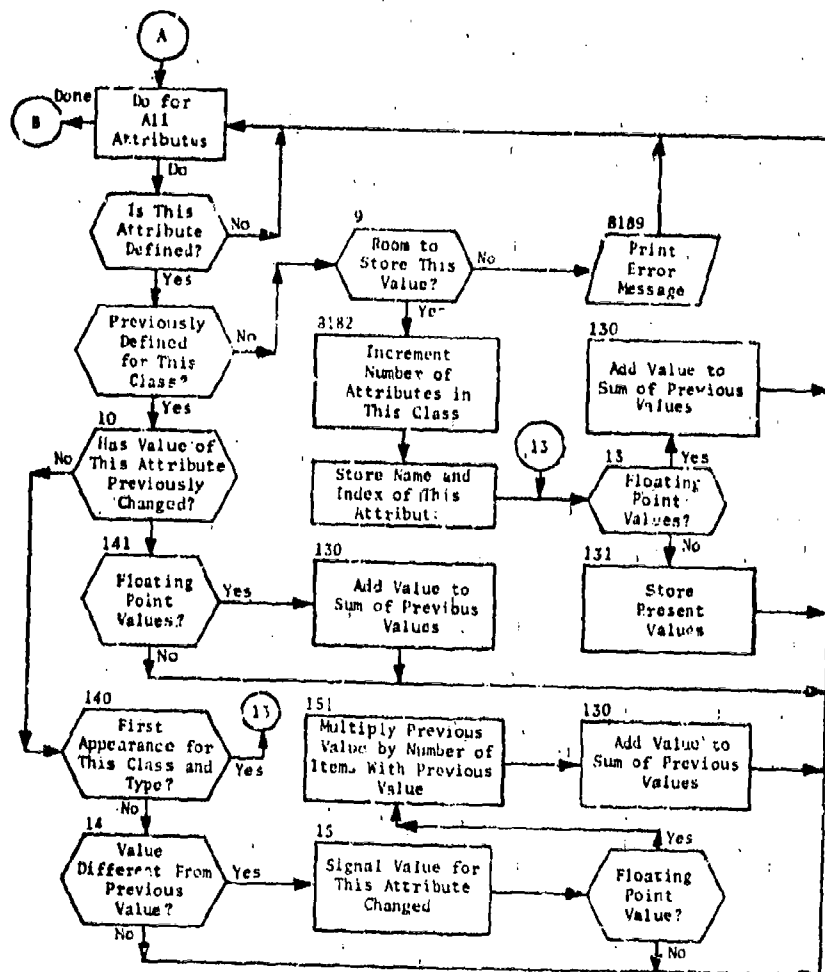 A
Done
B
Do for
All
Attributes
Do
Is This
Attribute
Defined?
No
Yes
9
Room to
Store This
Value?
No
Yes
8189
Print
Error
Message
Previously
Defined
for This
Class?
No
Yes
8182
Increment
Number of
Attributes in
This Class
130
Add Value to
Sum of Previous
Values
10
Has Value of
This Attribute
Previously
Changed?
No
Store Name and
Index of This
Attribut
13
13
Yes
Floating
Point
Values?
No
141
Floating
Point
Values?
Yes
No
130
Add Value to
Sum of Previous
Values
131
Store
Present
Values
140
First
Appearance for
This Class and
Type?
Yes
No
13
151
Multiply Previous
Value by Number of
Items With Previous
Value
130
Add Value to
Sum of Previous
Values
14
Value
Different From
Previous
Value?
Yes
No
15
Signal Value for
This Attribute
Changed
Yes
Floating
Point
Value?
No